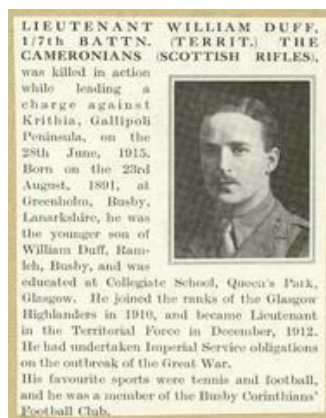 LIEUTENANT WILLIAM DUFF,
1/7th BATTN. (TERRIT.) THE
CAMERONIANS (SCOTTISH RIFLES),
was killed in action
while leading a
charge against
Krithia, Gallipoli
Peninsula, on the
28th June, 1915.
Born on the 23rd
August, 1891, at
Greenholm, Busby,
Lanarkshire, he was
the younger son of
William Duff, Ram-
leh, Busby, and was
educated at Collegiate School, Queen's Park,
Glasgow. He joined the ranks of the Glasgow
Highlanders in 1910, and became Lieutenant
in the Territorial Force in December, 1912.
He had undertaken Imperial Service obligations
on the outbreak of the Great War.
His favourite sports were tennis and football,
and he was a member of the Busby Corinthians'
Football Club.